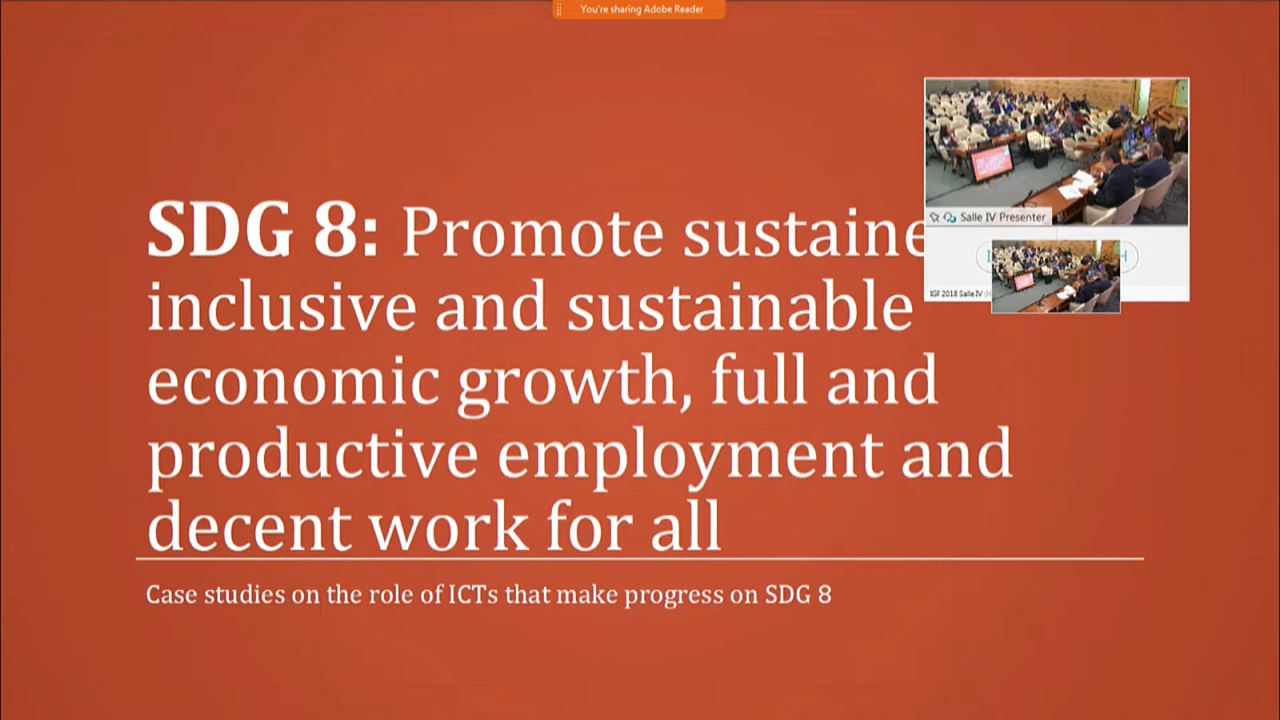 You're sharing Adobe Reader
SDG 8: Promote sustaine
inclusive and sustainable
economic growth, full and
productive employment and
decent work for all
Case studies on the role of ICTs that make progress on SDG 8
Salle IV Presenter
IGF 2018 Salle IV